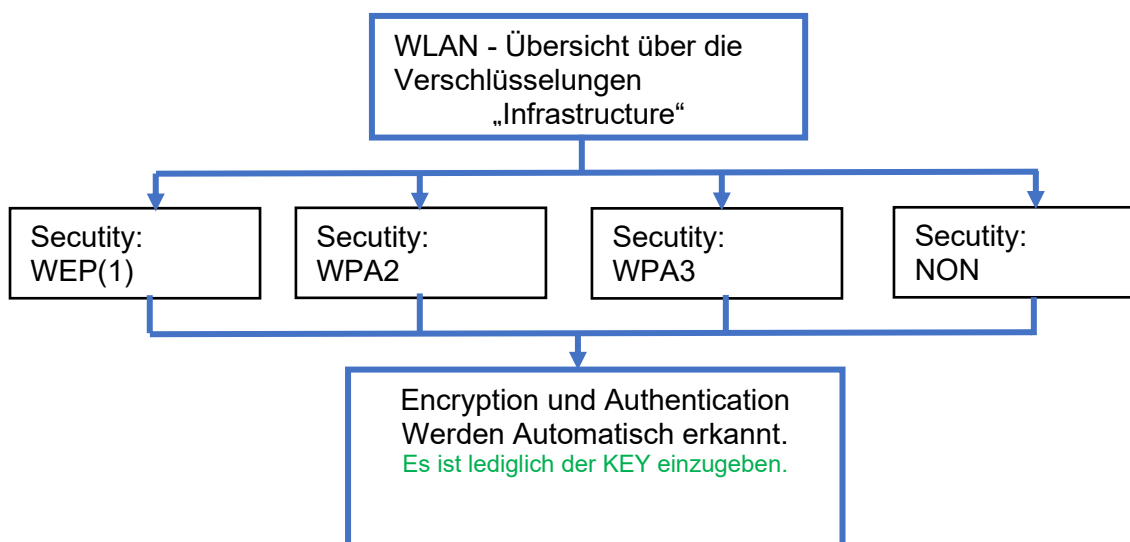 WLAN - Übersicht über die
Verschlüsselungen
„Infrastructure“
Secutity:
WEP(1)
Secutity:
WPA2
Secutity:
WPA3
Secutity:
NON
Encryption und Authentication
Werden Automatisch erkannt.
Es ist lediglich der KEY einzugeben.